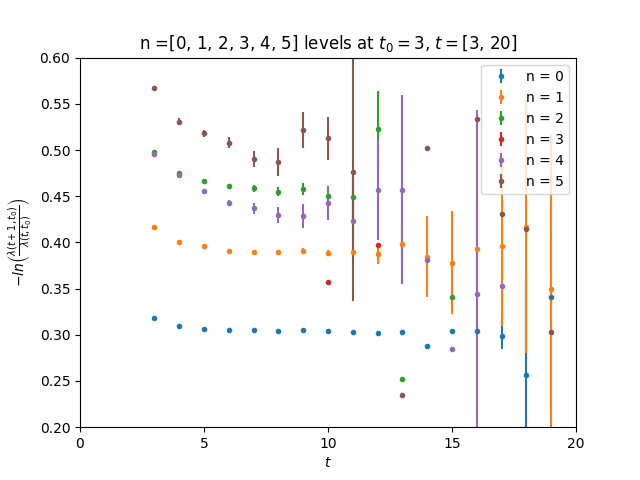 n =[0, 1, 2, 3, 4, 5] levels at t₀ = 3, t = [3, 20]
0.60
0.55
0.50
0.45
0.40
0.35
0.30
0.25
0.20
−ln(λ(t + 1, t₀)/λ(t, t₀))
0 5 10 15 20
t
n = 0
n = 1
n = 2
n = 3
n = 4
n = 5